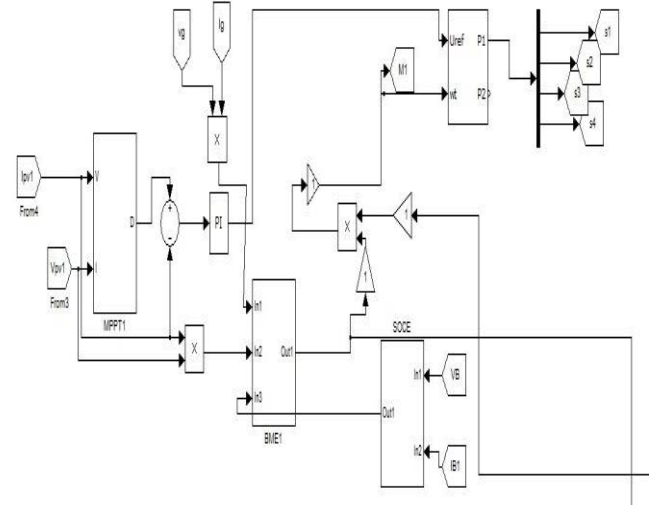 vg
Ig
Uref
P1
wt
P2
M1
s1
s2
s3
s4
X
Ipv1
From4
V
D
I
MPPT1
+
−
PI
Vpv1
From3
X
1
X
1
1
In1
In2
In3
Out1
BME1
SOCE
In1
In2
Out1
VB
IB1